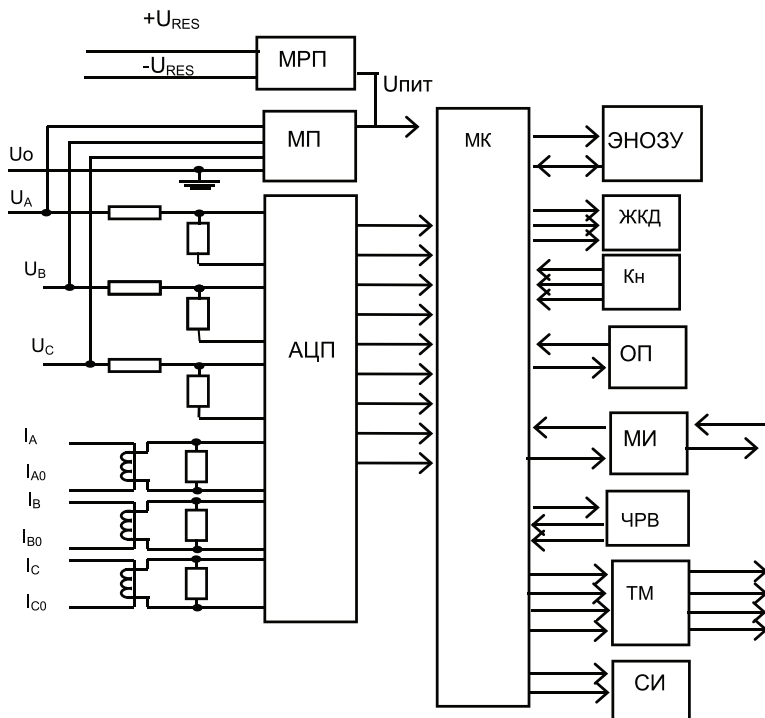 +URES
-URES
МРП
Uпит
МП
МК
ЭНОЗУ
Uo
UA
ЖКД
UB
Кн
UC
АЦП
ОП
IA
МИ
IA0
IB
ЧРВ
IB0
IC
ТМ
IC0
СИ